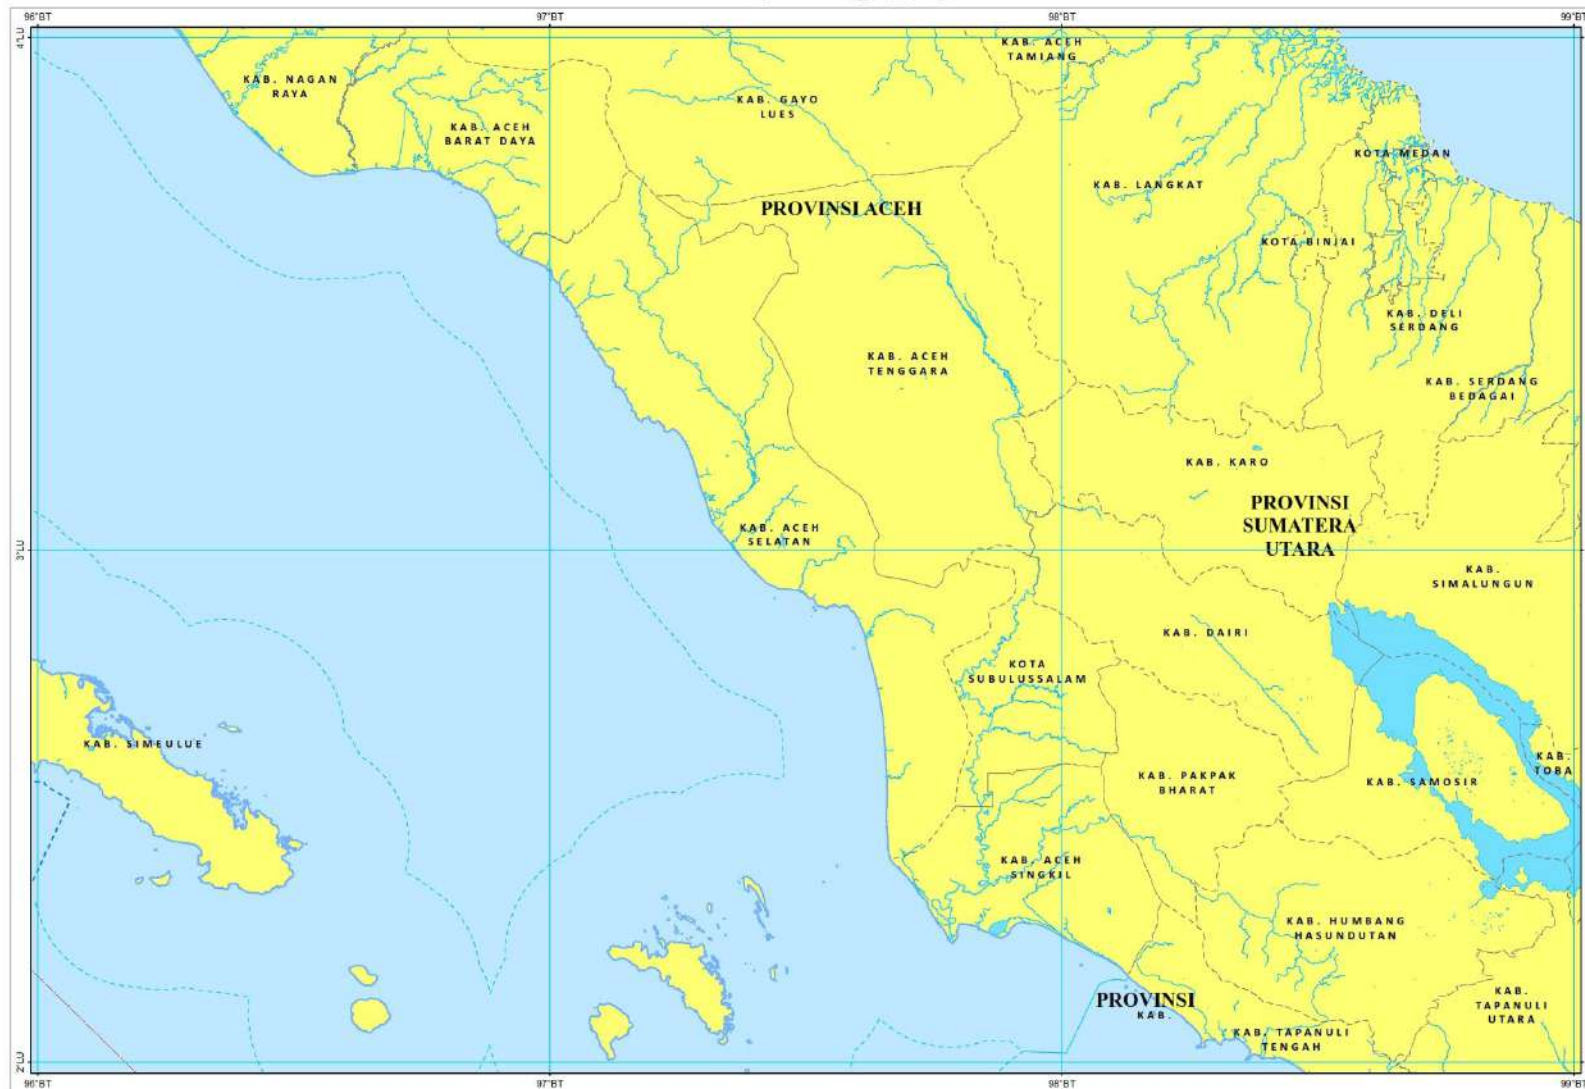 96°BT
97°BT
98°BT
99°BT
4°LU
KAB. ACEH
TAMIANG
KAB. NAGAN
RAYA
KAB. GAYO
LUES
KAB. ACEH
BARAT DAYA
KOTA MEDAN
KAB. LANGKAT
PROVINSI ACEH
KOTA BINJAI
KAB. DELI
SERDANG
KAB. ACEH
TENGGARA
KAB. SERDANG
BEDAGAI
KAB. KARO
PROVINSI
SUMATERA
UTARA
KAB. ACEH
SELATAN
3°LU
KAB.
SIMALUNGUN
KAB. DAIRI
KOTA
SUBULUSSALAM
KAB. SIMEULUE
KAB. PAKPAK
BHARAT
KAB. SAMOSIR
KAB.
TOBA
KAB. ACEH
SINGKIL
KAB. HUMBANG
HASUNDUTAN
PROVINSI
KAB.
KAB.
TAPANULI
UTARA
KAB. TAPANULI
TENGAH
2°LU
96°BT
97°BT
98°BT
99°BT